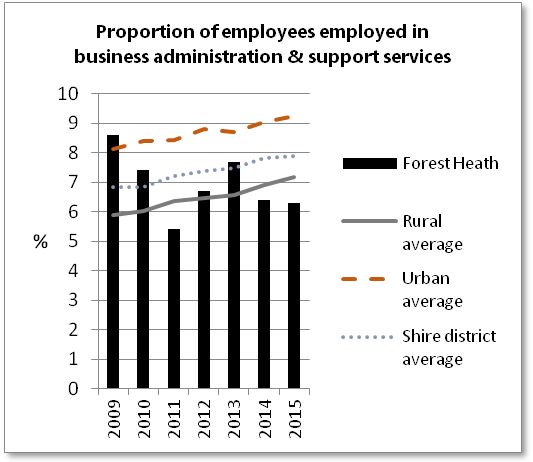 Proportion of employees employed in
business administration & support services
10
9
8
7
6
5
4
3
2
1
0
%
2009
2010
2011
2012
2013
2014
2015
Forest Heath
Rural
average
Urban
average
Shire district
average